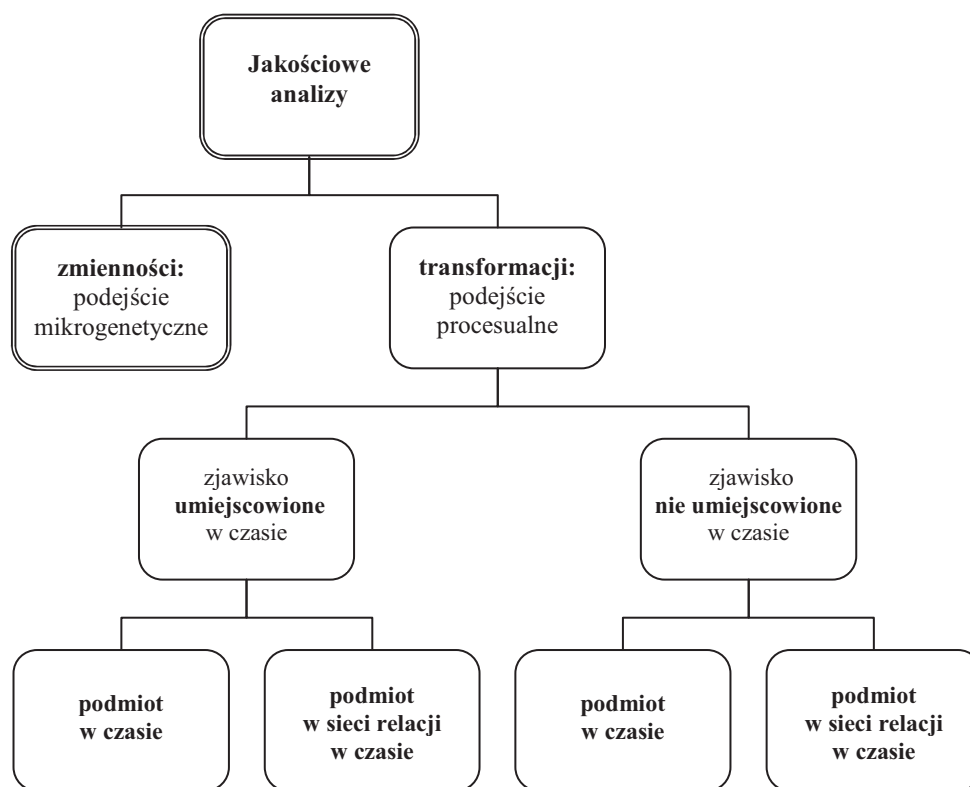 Jakościowe
analizy
zmienności:
podejście
mikrogenetyczne
transformacji:
podejście
procesualne
zjawisko
umiejscowione
w czasie
zjawisko
nie umiejscowione
w czasie
podmiot
w czasie
podmiot
w sieci relacji
w czasie
podmiot
w czasie
podmiot
w sieci relacji
w czasie